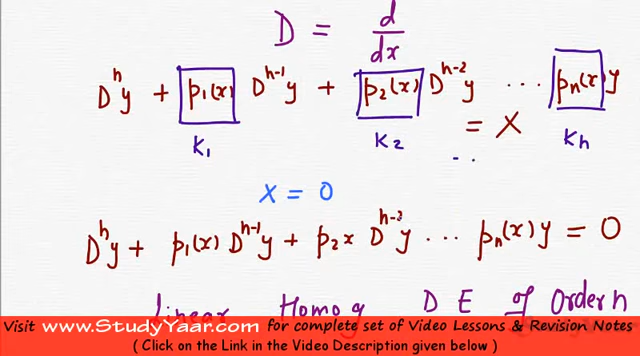 D = d/dx
Dⁿy + p₁(x) Dⁿ⁻¹y + p₂(x) Dⁿ⁻²y ... pₙ(x) y
= X
K₁ K₂ Kₙ
X = 0
Dⁿy + p₁(x) Dⁿ⁻¹y + p₂x Dⁿ⁻²y ... pₙ(x) y = 0
Linear Homog D E of Order n
Visit www.StudyYaar.com for complete set of Video Lessons & Revision Notes
( Click on the Link in the Video Description given below )